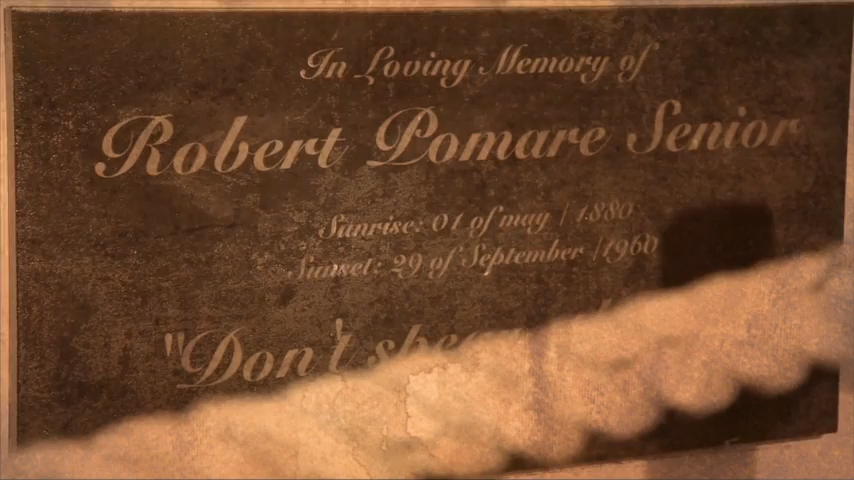 In Loving Memory of
Robert Pomare Senior
Sunrise: 01 of may | 1880
Sunset: 29 of September | 1960
"Don't